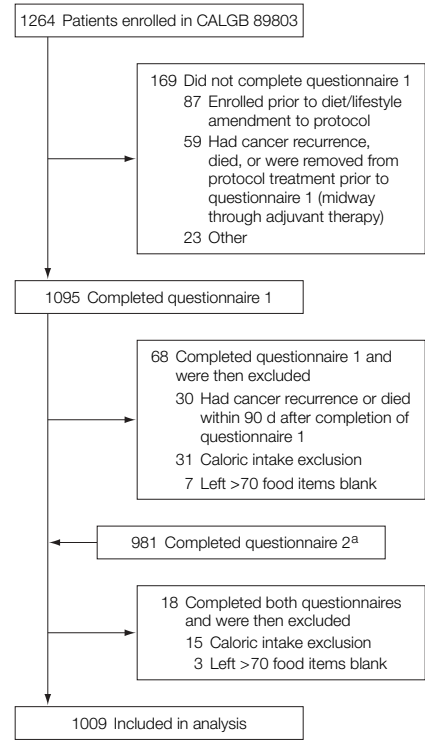 1264 Patients enrolled in CALGB 89803
169 Did not complete questionnaire 1
87 Enrolled prior to diet/lifestyle
amendment to protocol
59 Had cancer recurrence,
died, or were removed from
protocol treatment prior to
questionnaire 1 (midway
through adjuvant therapy)
23 Other
1095 Completed questionnaire 1
68 Completed questionnaire 1 and
were then excluded
30 Had cancer recurrence or died
within 90 d after completion of
questionnaire 1
31 Caloric intake exclusion
7 Left >70 food items blank
981 Completed questionnaire 2a
18 Completed both questionnaires
and were then excluded
15 Caloric intake exclusion
3 Left >70 food items blank
1009 Included in analysis